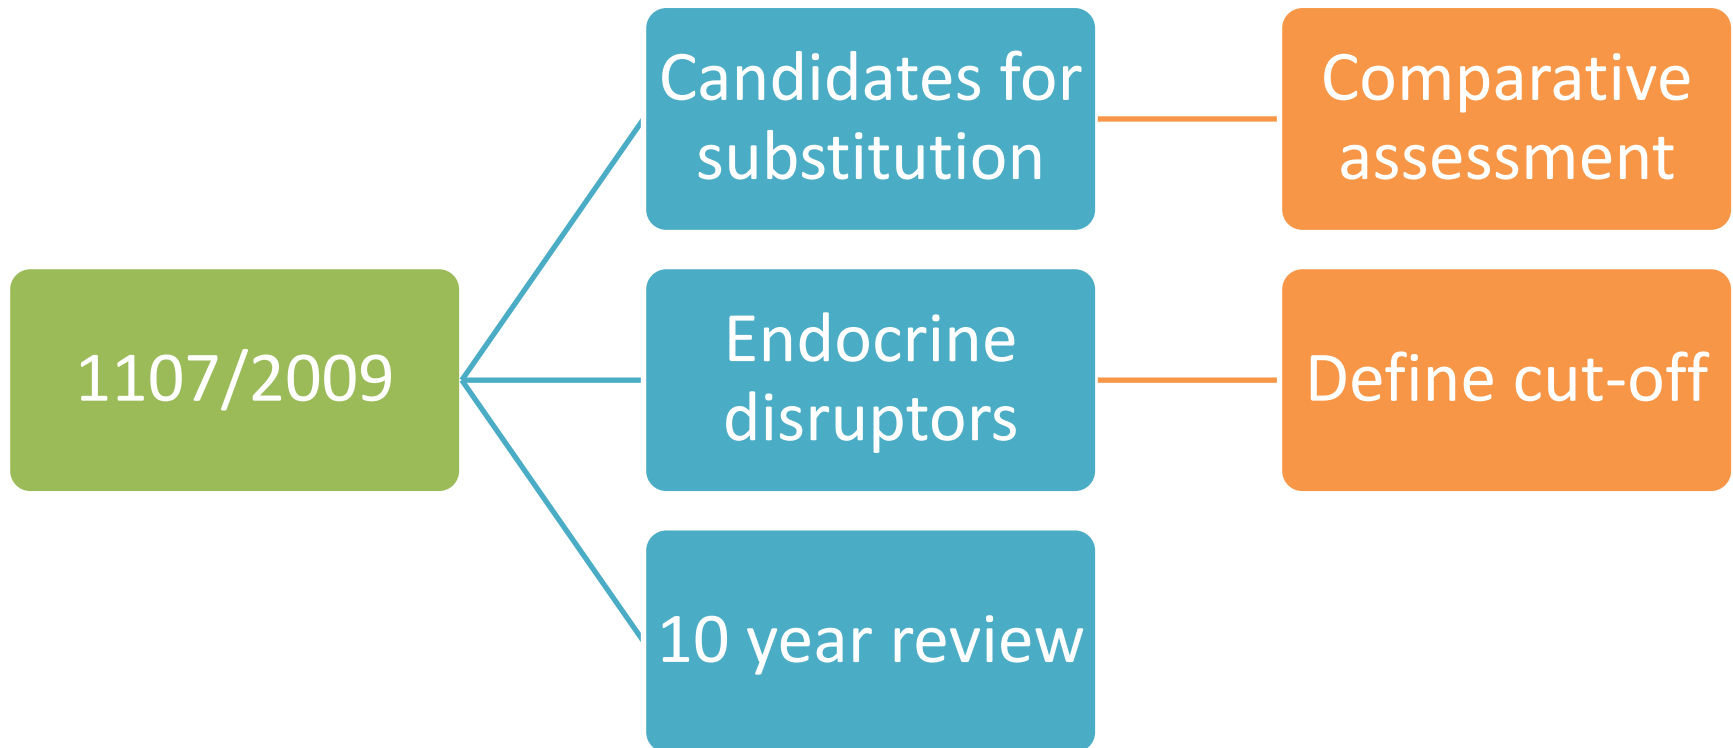 Candidates for
substitution
Comparative
assessment
1107/2009
Endocrine
disruptors
Define cut-off
10 year review